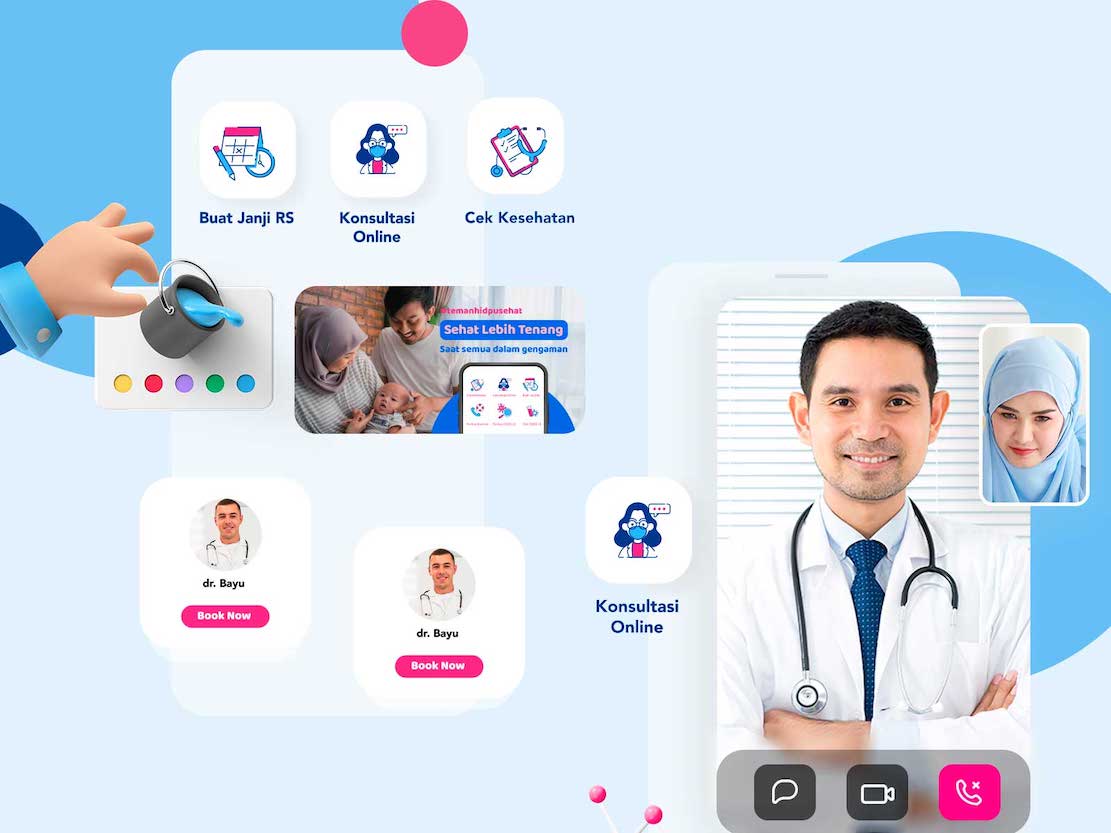 Buat Janji RS
Konsultasi
Online
Cek Kesehatan
#temanhidpusehat
Sehat Lebih Tenang
Saat semua dalam gengaman
dr. Bayu
Book Now
dr. Bayu
Book Now
Konsultasi
Online